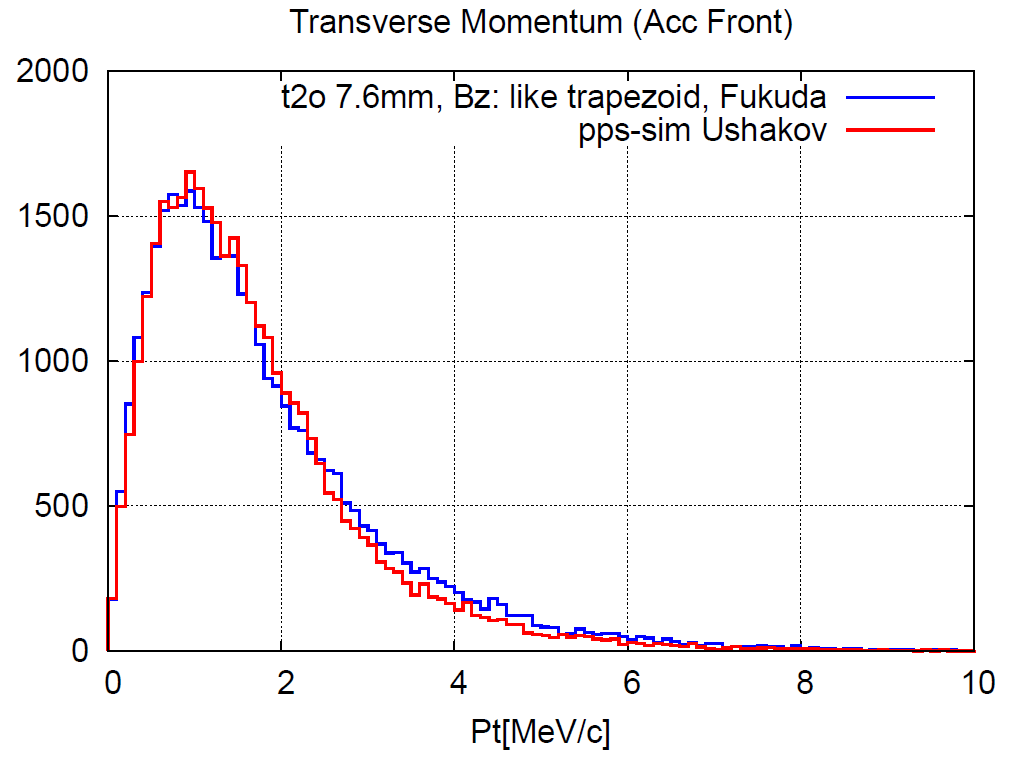 Transverse Momentum (Acc Front)
2000
t2o 7.6mm, Bz: like trapezoid, Fukuda
pps-sim Ushakov
1500
1000
500
0
0 2 4 6 8 10
Pt[MeV/c]